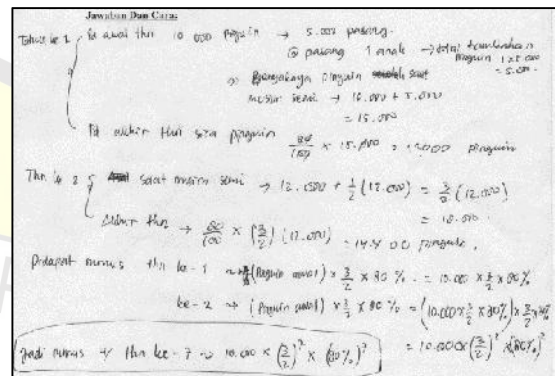 Jawaban Dan Cara:
Tahun ke 1 Pd awal thn 10 000 pinguin → 5.000 pasang.
@ pasang 1 anak → total tambahan pinguin 1 x 5.000 = 5.000.
pinguin saat
musim semi → 10.000 + 5.000
= 15.000
Pd akhir thn sisa pinguin 80/100 x 15.000 = 12000 pinguin
Thn ke 2 saat musim semi → 12.000 + 1/2 (12.000) = 3/2 (12.000)
= 18.000.
akhir thn → 80/100 x (3/2) (12.000) = 14.400 pinguin.
rumus thn ke-1 → (Pinguin awal) x 3/2 x 80% = 10.000 x 3/2 x 80%
ke-2 → (Pinguin awal) x 3/2 x 80% = (10.000 x 3/2 x 80%) x 3/2 x 80%
= 10.000 x (3/2)² x (80%)²
Jadi rumus thn ke-7 → 10.000 x (3/2)⁷ x (80%)⁷